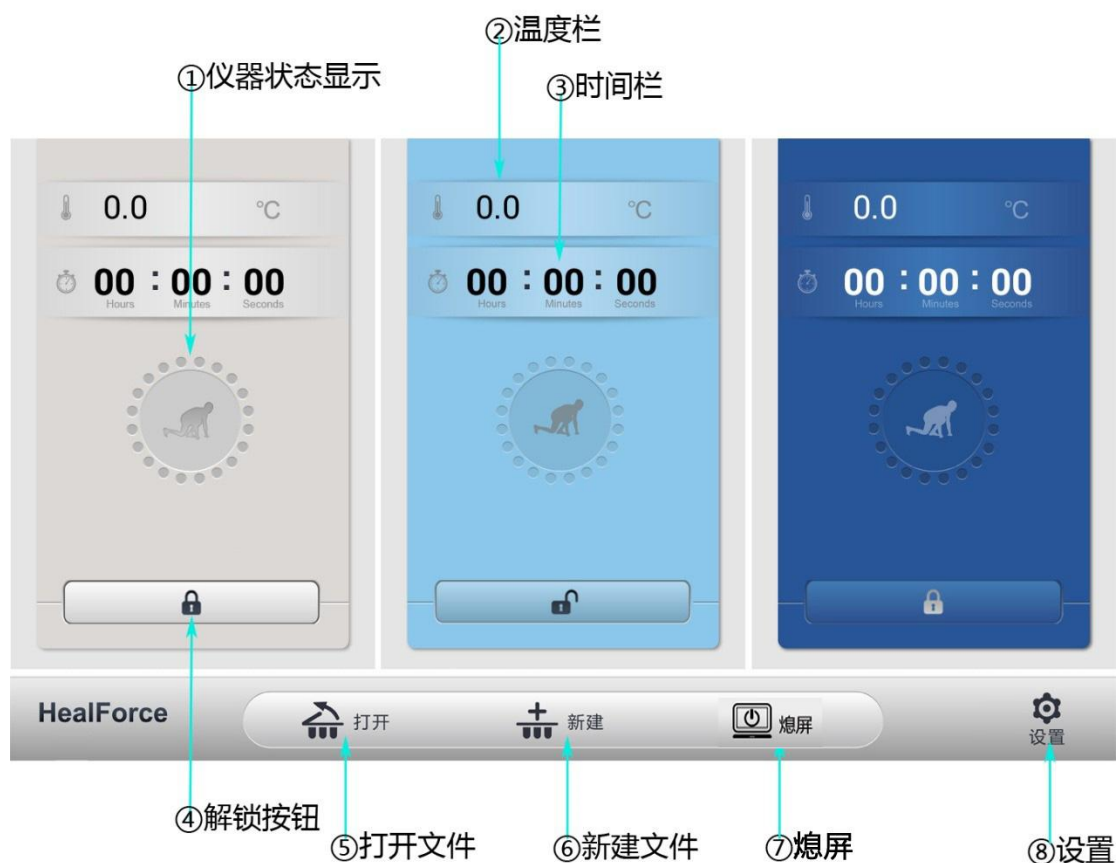 ②温度栏
①仪器状态显示
③时间栏
0.0 °C
0.0 °C
0.0 °C
00 : 00 : 00
Hours Minutes Seconds
00 : 00 : 00
Hours Minutes Seconds
00 : 00 : 00
Hours Minutes Seconds
HealForce
打开
新建
熄屏
设置
④解锁按钮
⑤打开文件
⑥新建文件
⑦熄屏
⑧设置